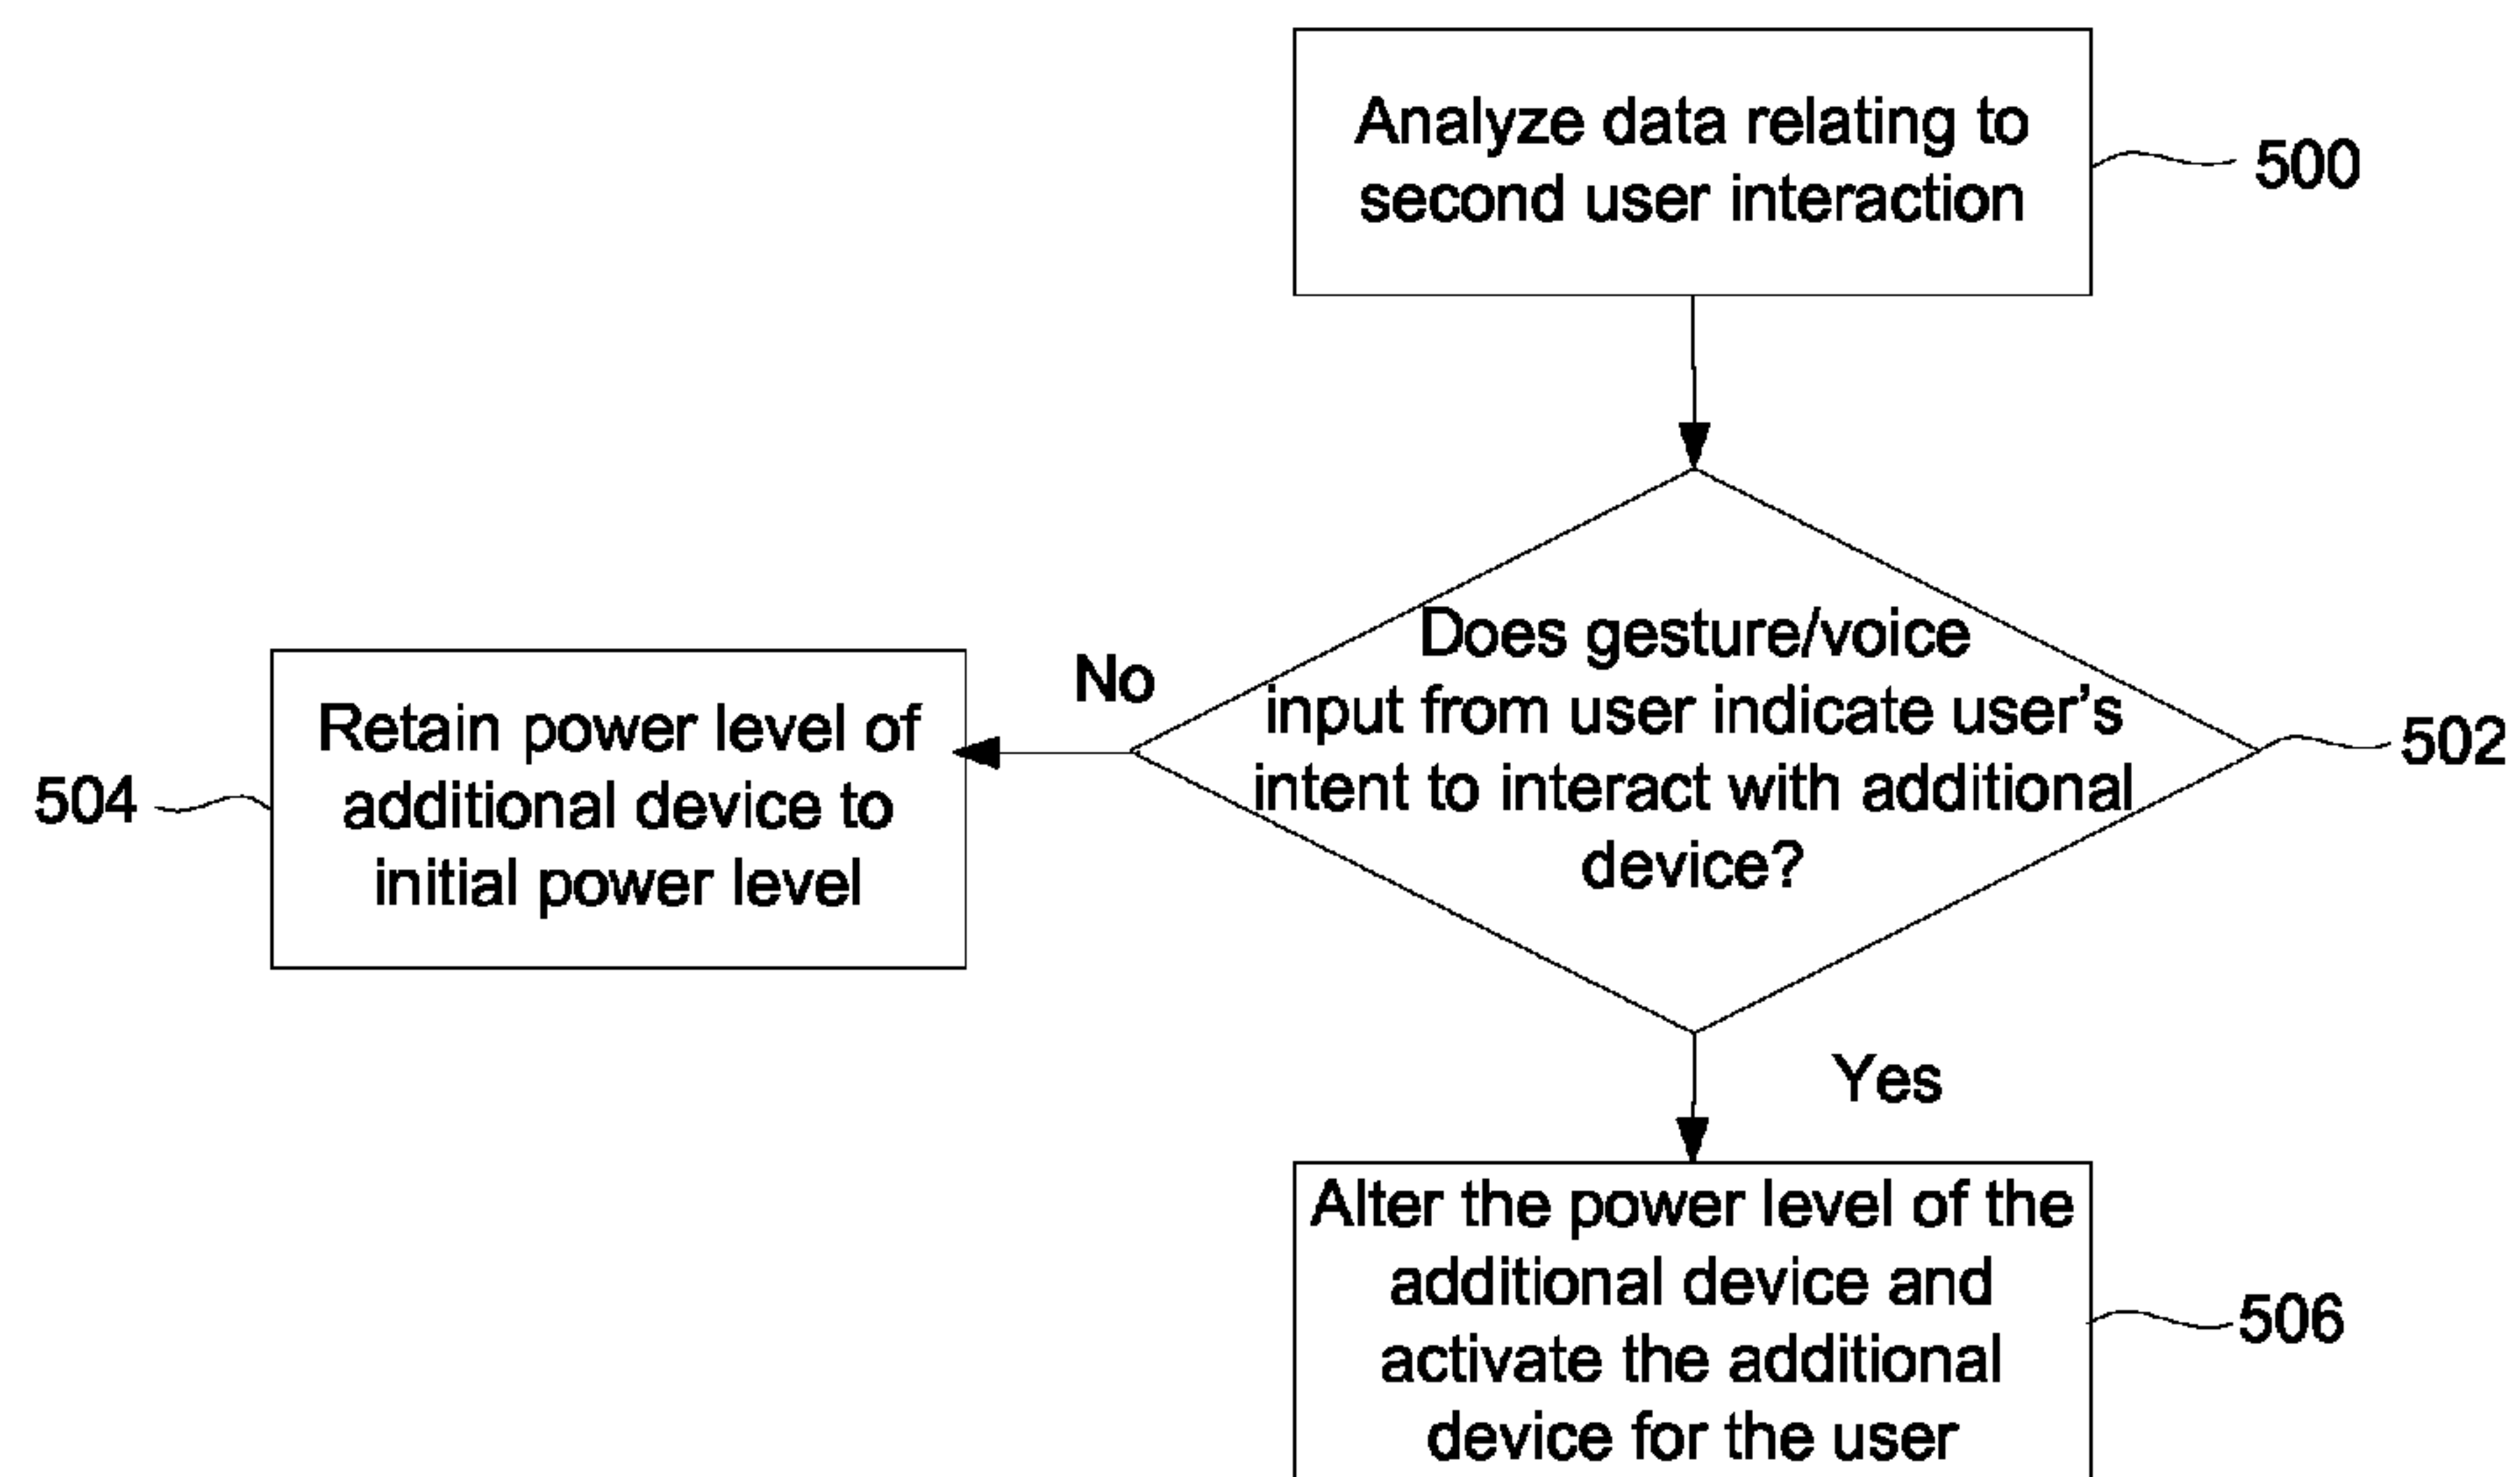 Analyze data relating to
second user interaction
500
Does gesture/voice
input from user indicate user's
intent to interact with additional
device?
502
No
Retain power level of
additional device to
initial power level
504
Yes
Alter the power level of the
additional device and
activate the additional
device for the user
506